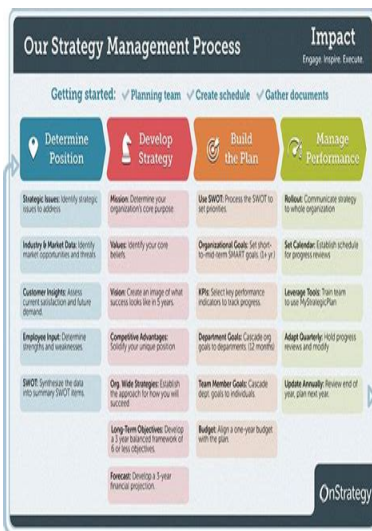 Our Strategy Management Process
Impact
Engage. Inspire. Execute.
Getting started: ✓ Planning team ✓ Create schedule ✓ Gather documents
Determine
Position
Strategic Issues: Identify strategic
issues to address
Industry & Market Data: Identify
market opportunities and threats
Customer Insights: Assess
current satisfaction and future
demand.
Employee Input: Determine
strengths and weaknesses.
SWOT: Synthesize the data
into summary SWOT items.
Develop
Strategy
Mission: Determine your
organization's core purpose.
Values: Identify your core
beliefs
Vision: Create an image of what
success looks like in 5 years.
Competitive Advantages:
Solidify your unique position
Org. Wide Strategies: Establish
the approach for how you will
succeed
Long-Term Objectives: Develop
a 3 year balanced framework of
6 or less objectives.
Forecast: Develop a 3-year
financial projection.
Build
the Plan
Use SWOT: Process the SWOT to
set priorities.
Organizational Goals: Set short-
to-mid-term SMART goals (1+ yr)
KPIs: Select key performance
indicators to track progress.
Department Goals: Cascade org
goals to departments. (12 months)
Team Member Goals: Cascade
dept. goals to individuals.
Budget: Align a one-year budget
with the plan.
Manage
Performance
Rollout: Communicate strategy
to whole organization
Set Calendar: Establish schedule
for progress reviews
Leverage Tools: Train team
to use MyStrategicPlan
Adapt Quarterly: Hold progress
reviews and modify
Update Annually: Review end of
year, plan next year.
OnStrategy